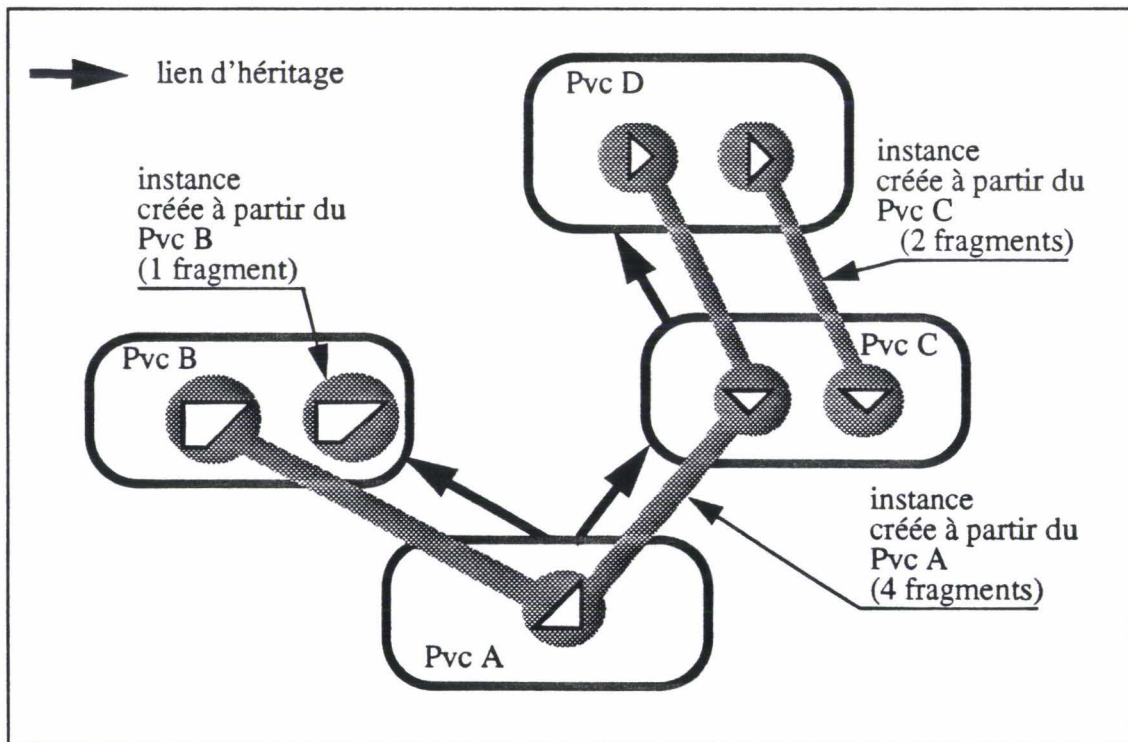 lien d'héritage
Pvc D
instance
créée à partir du
Pvc B
(1 fragment)
instance
créée à partir du
Pvc C
(2 fragments)
Pvc B
Pvc C
instance
créée à partir du
Pvc A
(4 fragments)
Pvc A